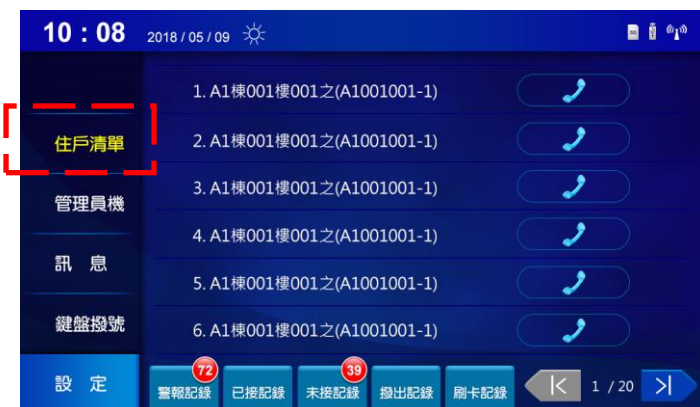 10 : 08 2018 / 05 / 09
住戶清單
管理員機
訊 息
鍵盤撥號
設 定
1. A1棟001樓001之(A1001001-1)
2. A1棟001樓001之(A1001001-1)
3. A1棟001樓001之(A1001001-1)
4. A1棟001樓001之(A1001001-1)
5. A1棟001樓001之(A1001001-1)
6. A1棟001樓001之(A1001001-1)
72 39
警報記錄 已接記錄 未接記錄 撥出記錄 刷卡記錄 1 / 20